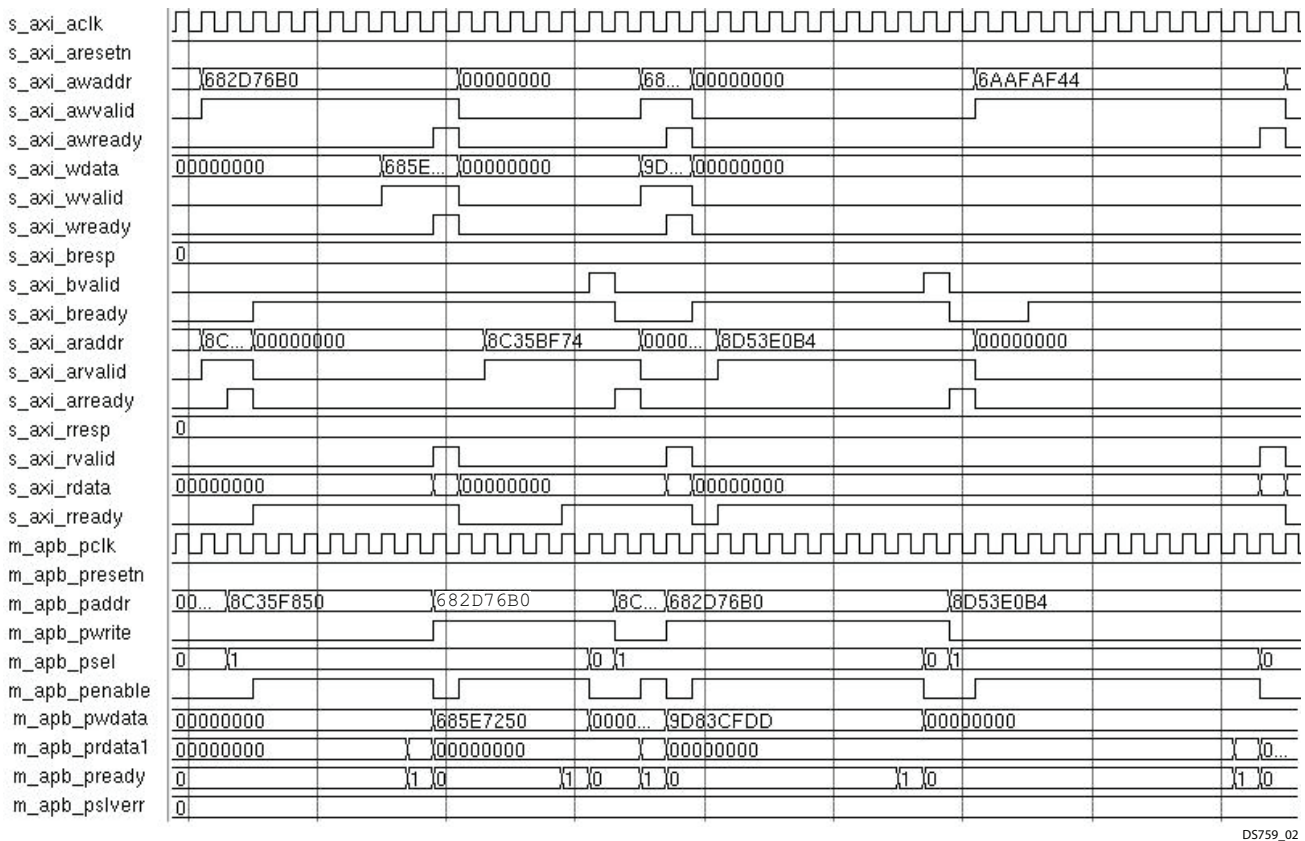 s_axi_aclk
s_axi_aresetn
s_axi_awaddr 682D76B0 00000000 68... 00000000 6AAFAF44
s_axi_awvalid
s_axi_awready
s_axi_wdata 00000000 685E... 00000000 9D... 00000000
s_axi_wvalid
s_axi_wready
s_axi_bresp 0
s_axi_bvalid
s_axi_bready
s_axi_araddr 8C... 00000000 8C35BF74 0000... 8D53E0B4 00000000
s_axi_arvalid
s_axi_arready
s_axi_rresp 0
s_axi_rvalid
s_axi_rdata 00000000 00000000 00000000
s_axi_rready
m_apb_pclk
m_apb_presetn
m_apb_paddr 00... 8C35F850 682D76B0 8C... 682D76B0 8D53E0B4
m_apb_pwrite
m_apb_psel 0 1 0 1 0 1 0
m_apb_penable
m_apb_pwdata 00000000 685E7250 0000... 9D83CFDD 00000000
m_apb_prdata1 00000000 00000000 00000000 0...
m_apb_pready 0 1 0 1 0 1 0 1 0 1 0
m_apb_pslverr 0
DS759_02